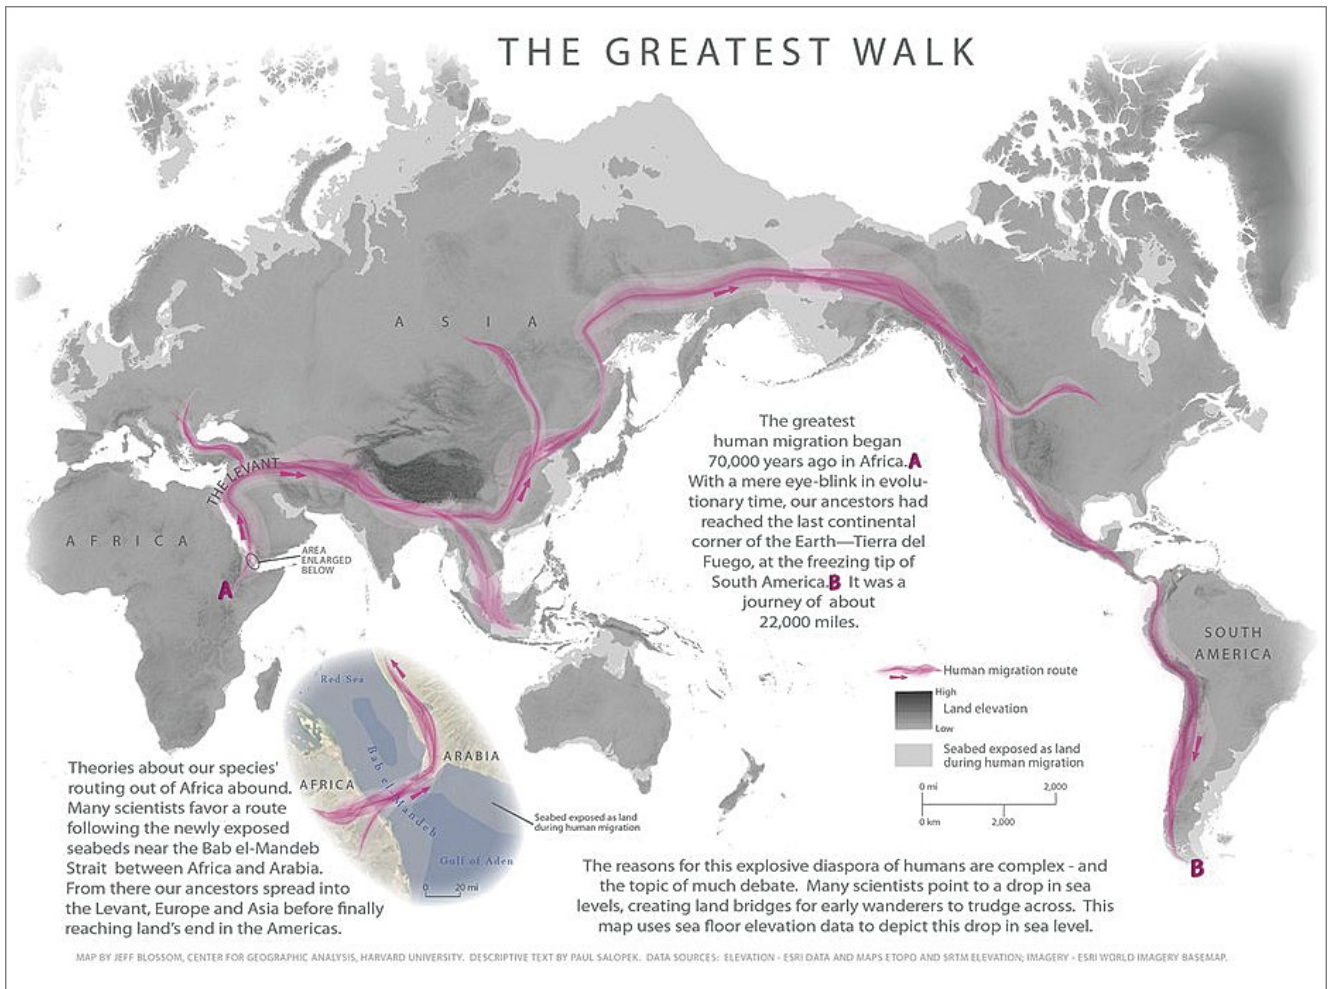 THE GREATEST WALK
A S I A
THE LEVANT
A F R I C A
AREA
ENLARGED
BELOW
A
The greatest
human migration began
70,000 years ago in Africa. A
With a mere eye-blink in evolu-
tionary time, our ancestors had
reached the last continental
corner of the Earth—Tierra del
Fuego, at the freezing tip of
South America. B It was a
journey of about
22,000 miles.
SOUTH
AMERICA
Human migration route
High
Land elevation
Low
Seabed exposed as land
during human migration
0 mi 2,000
0 km 2,000
B
Red Sea
Bab el-Mandeb
ARABIA
AFRICA
Gulf of Aden
0 20 mi
Seabed exposed as land
during human migration
Theories about our species'
routing out of Africa abound.
Many scientists favor a route
following the newly exposed
seabeds near the Bab el-Mandeb
Strait between Africa and Arabia.
From there our ancestors spread into
the Levant, Europe and Asia before finally
reaching land's end in the Americas.
The reasons for this explosive diaspora of humans are complex - and
the topic of much debate. Many scientists point to a drop in sea
levels, creating land bridges for early wanderers to trudge across. This
map uses sea floor elevation data to depict this drop in sea level.
MAP BY JEFF BLOSSOM, CENTER FOR GEOGRAPHIC ANALYSIS, HARVARD UNIVERSITY. DESCRIPTIVE TEXT BY PAUL SALOPEK. DATA SOURCES: ELEVATION - ESRI DATA AND MAPS ETOPO AND SRTM ELEVATION; IMAGERY - ESRI WORLD IMAGERY BASEMAP.